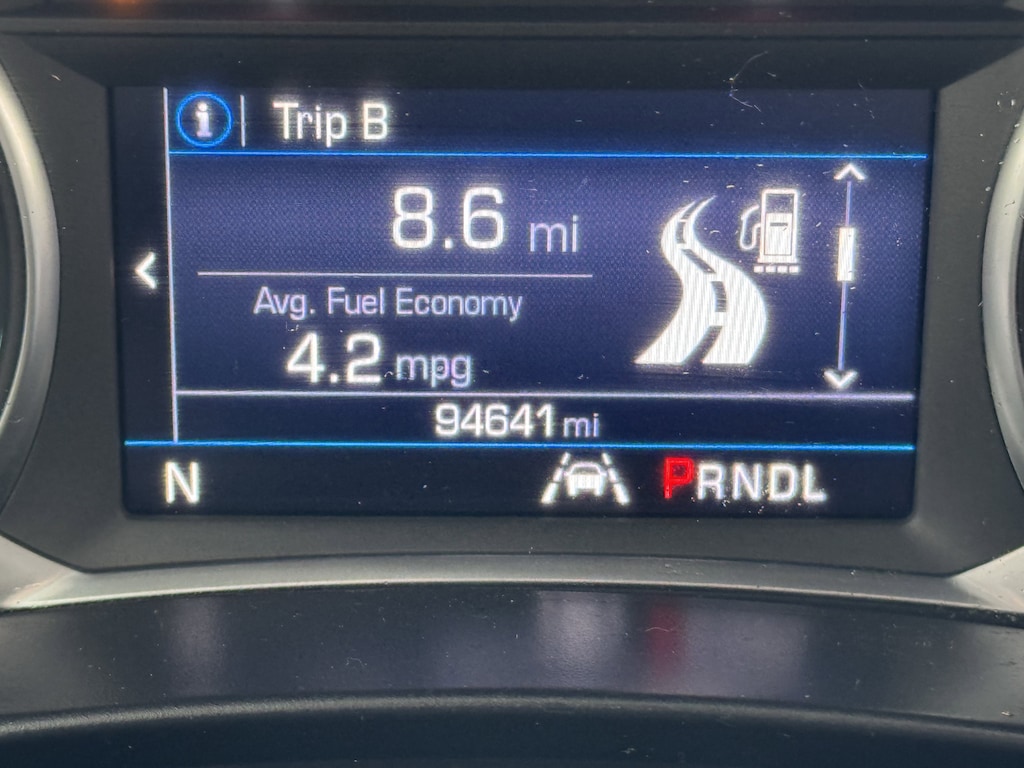 i Trip B
8.6 mi
Avg. Fuel Economy
4.2 mpg
94641 mi
N PRNDL